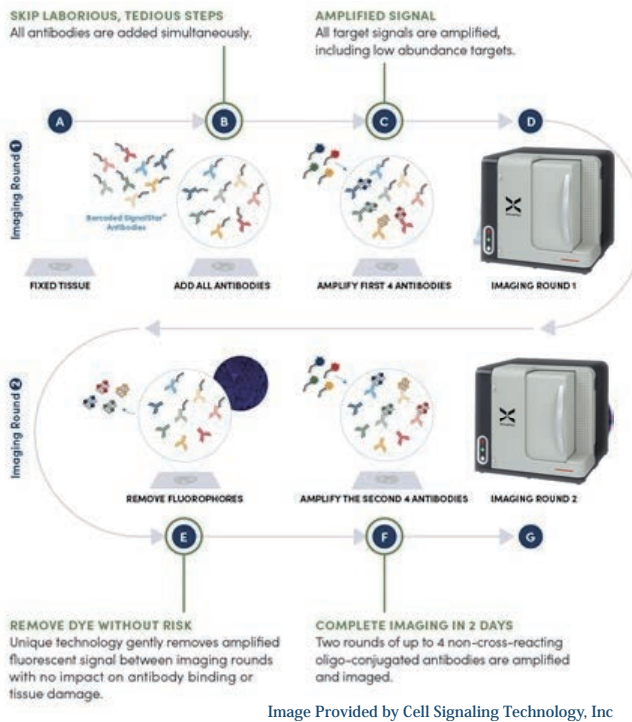 SKIP LABORIOUS, TEDIOUS STEPS
All antibodies are added simultaneously.
AMPLIFIED SIGNAL
All target signals are amplified,
including low abundance targets.
A
B
C
D
Imaging Round 1
Barcoded SignalStar™
Antibodies
FIXED TISSUE
ADD ALL ANTIBODIES
AMPLIFY FIRST 4 ANTIBODIES
IMAGING ROUND 1
Imaging Round 2
REMOVE FLUOROPHORES
AMPLIFY THE SECOND 4 ANTIBODIES
IMAGING ROUND 2
E
F
G
REMOVE DYE WITHOUT RISK
Unique technology gently removes amplified
fluorescent signal between imaging rounds
with no impact on antibody binding or
tissue damage.
COMPLETE IMAGING IN 2 DAYS
Two rounds of up to 4 non-cross-reacting
oligo-conjugated antibodies are amplified
and imaged.
Image Provided by Cell Signaling Technology, Inc